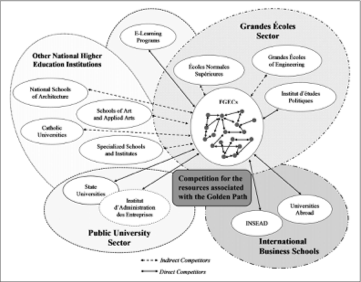 E-Learning
Programs
Grandes Écoles
Sector
Other National Higher
Education Institutions
Écoles Normales
Supérieures
Grandes Écoles
of Engineering
National Schools
of Architecture
FGECs
Institut d'études
Politiques
Schools of Art
and Applied Arts
Catholic
Universities
Specialized Schools
and Institutes
Competition for the
resources associated
with the Golden Path
State
Universities
Institut
d'Administration
des Entreprises
Universities
Abroad
INSEAD
Public University
Sector
International
Business Schools
Indirect Competitors
Direct Competitors